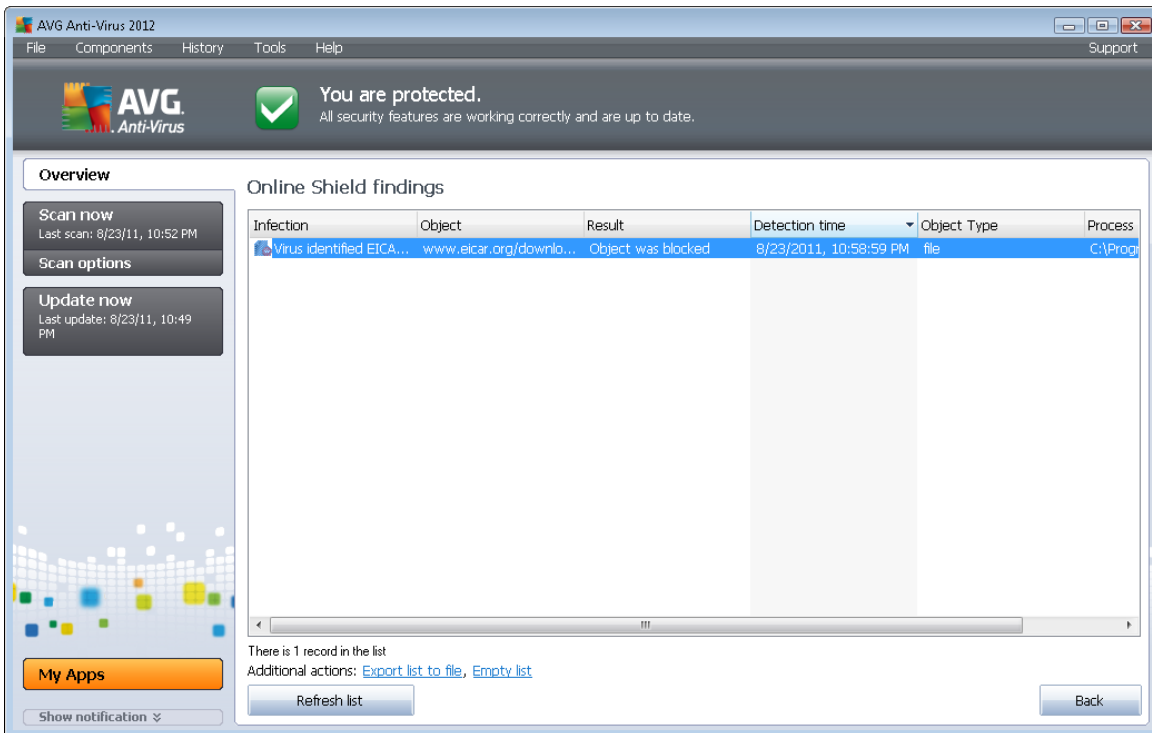 AVG Anti-Virus 2012
File Components History Tools Help Support
AVG.
Anti-Virus
You are protected.
All security features are working correctly and are up to date.
Overview
Scan now
Last scan: 8/23/11, 10:52 PM
Scan options
Update now
Last update: 8/23/11, 10:49
PM
My Apps
Show notification
Online Shield findings
Infection Object Result Detection time Object Type Process
Virus identified EICA... www.eicar.org/downlo... Object was blocked 8/23/2011, 10:58:59 PM file C:\Progr
There is 1 record in the list
Additional actions: Export list to file, Empty list
Refresh list
Back